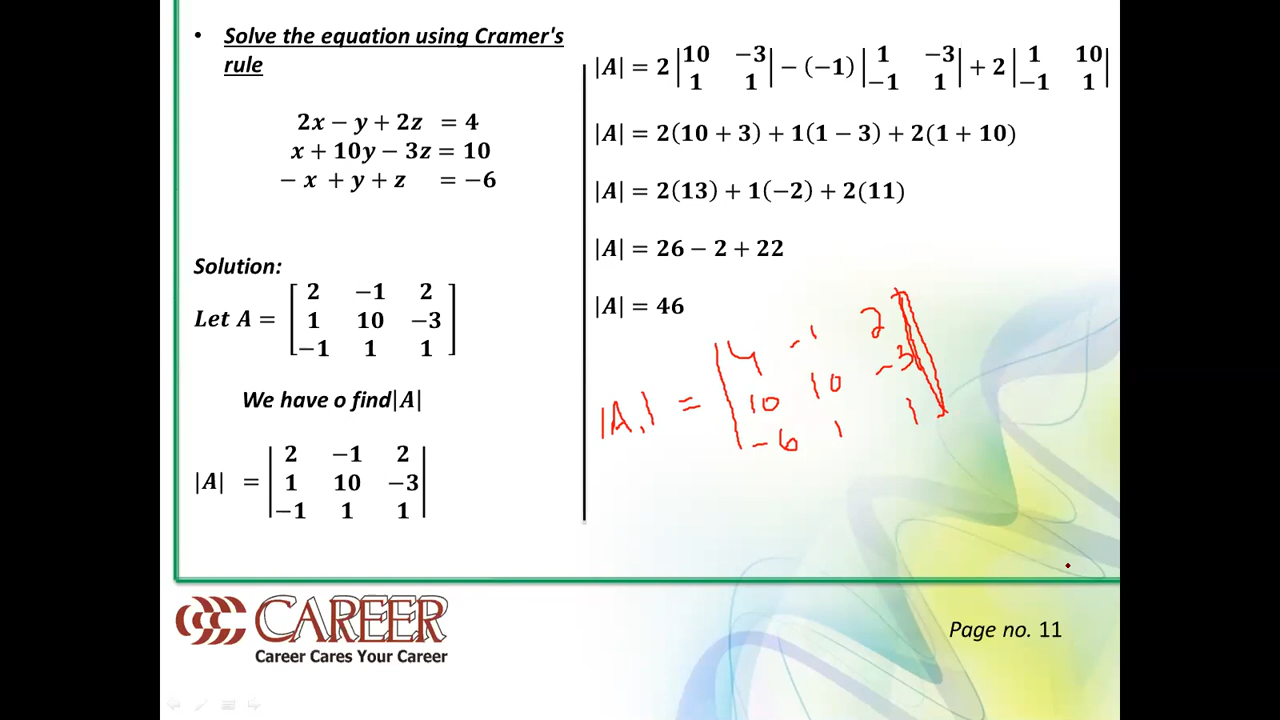 • Solve the equation using Cramer's
rule
2x − y + 2z = 4
x + 10y − 3z = 10
− x + y + z = −6
Solution:
Let A = [ 2 −1 2
1 10 −3
−1 1 1 ]
We have o find|A|
|A| = | 2 −1 2
1 10 −3
−1 1 1 |
|A| = 2 |10 −3
1 1| − (−1) |1 −3
−1 1| + 2 |1 10
−1 1|
|A| = 2(10 + 3) + 1(1 − 3) + 2(1 + 10)
|A| = 2(13) + 1(−2) + 2(11)
|A| = 26 − 2 + 22
|A| = 46
|A₁| = | 4 -1 2
10 10 -3
-6 1 1 |
CAREER
Career Cares Your Career
Page no. 11